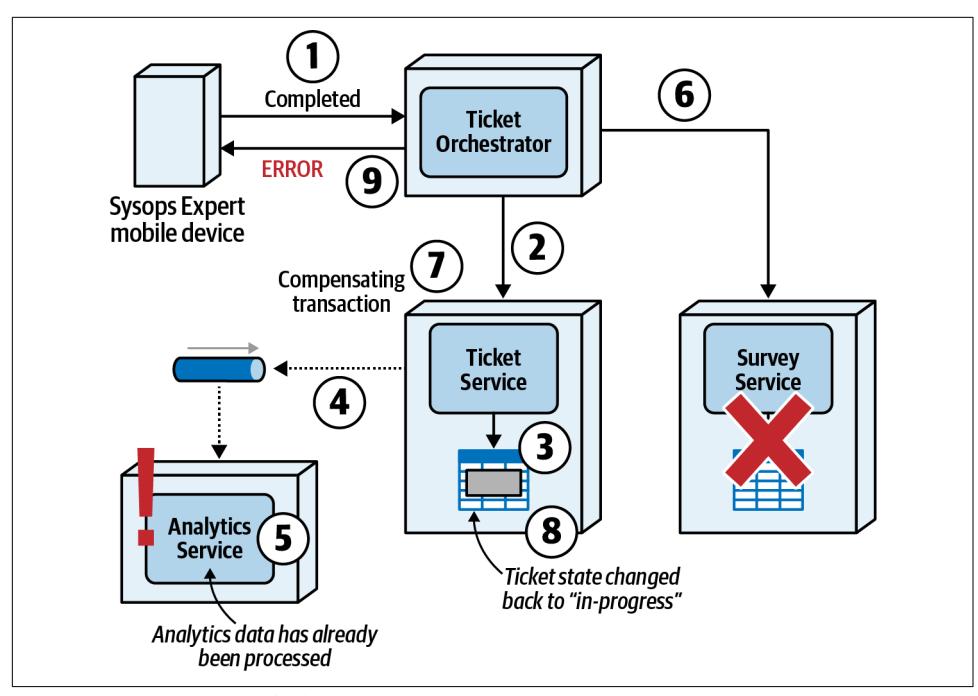 1
Completed
Ticket
Orchestrator
6
ERROR
9
Sysops Expert
mobile device
2
7
Compensating
transaction
Ticket
Service
Survey
Service
4
3
!
Analytics
Service
5
8
Ticket state changed
back to “in-progress”
Analytics data has already
been processed